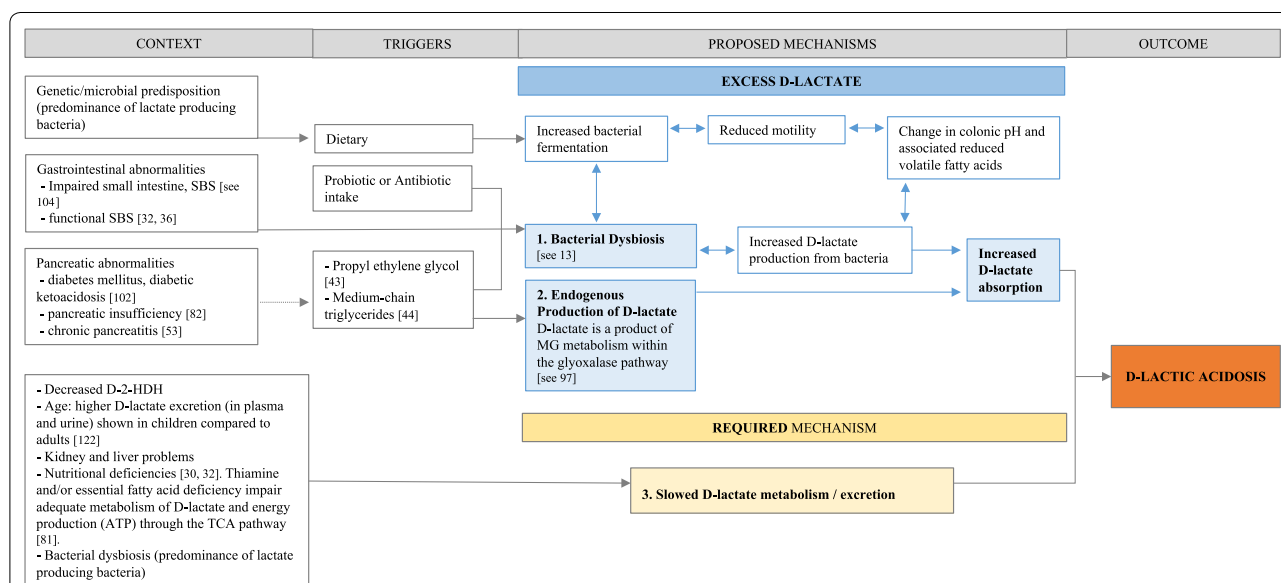 CONTEXT
TRIGGERS
PROPOSED MECHANISMS
OUTCOME
EXCESS D-LACTATE
Genetic/microbial predisposition
(predominance of lactate producing
bacteria)
Dietary
Increased bacterial
fermentation
Reduced motility
Change in colonic pH and
associated reduced
volatile fatty acids
Gastrointestinal abnormalities
- Impaired small intestine, SBS [see
104]
- functional SBS [32, 36]
Probiotic or Antibiotic
intake
1. Bacterial Dysbiosis
[see 13]
Increased D-lactate
production from bacteria
Increased
D-lactate
absorption
Pancreatic abnormalities
- diabetes mellitus, diabetic
ketoacidosis [102]
- pancreatic insufficiency [82]
- chronic pancreatitis [53]
- Propyl ethylene glycol
[43]
- Medium-chain
triglycerides [44]
2. Endogenous
Production of D-lactate
D-lactate is a product of
MG metabolism within
the glyoxalase pathway
[see 97]
D-LACTIC ACIDOSIS
- Decreased D-2-HDH
- Age: higher D-lactate excretion (in
plasma and urine) shown in children compared to
adults [122]
- Kidney and liver problems
- Nutritional deficiencies [30, 32]. Thiamine
and/or essential fatty acid deficiency impair
adequate metabolism of D-lactate and energy
production (ATP) through the TCA pathway
[81].
- Bacterial dysbiosis (predominance of lactate
producing bacteria)
REQUIRED MECHANISM
3. Slowed D-lactate metabolism / excretion